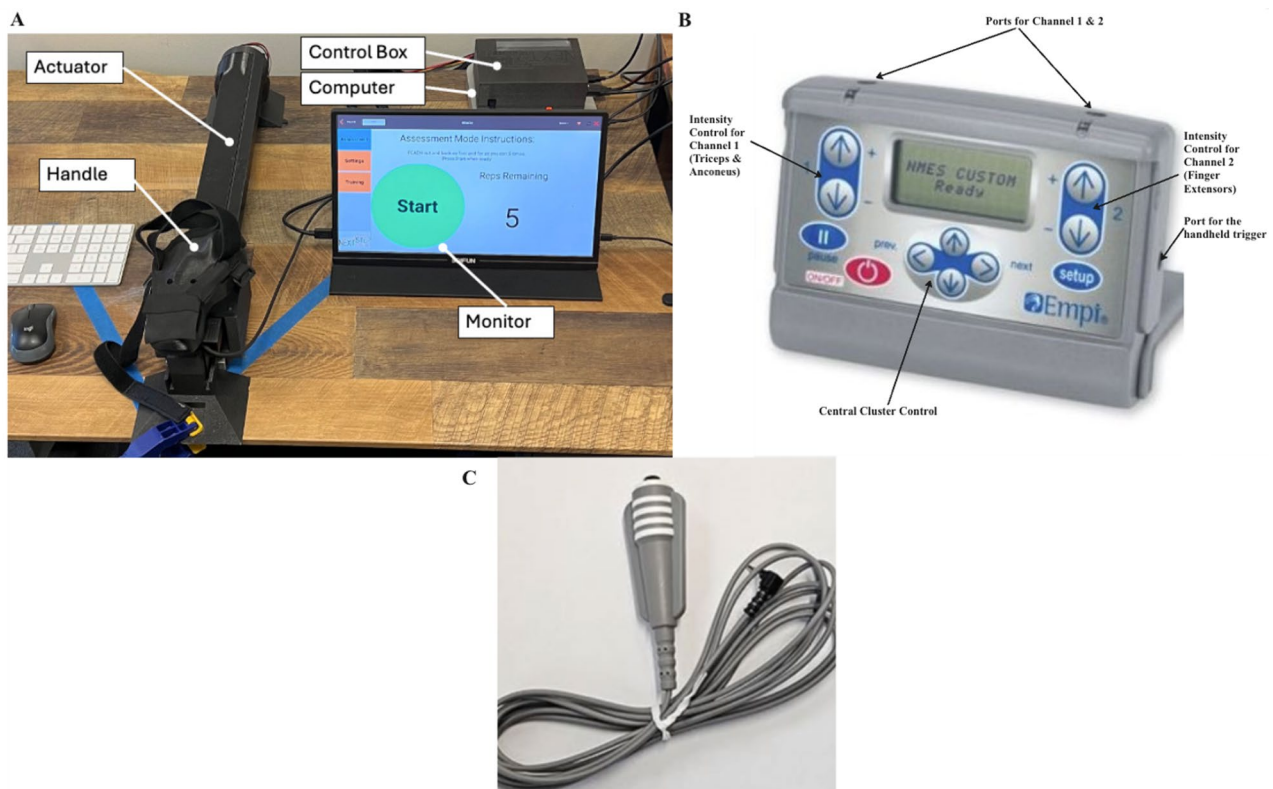 A
Actuator
Handle
Control Box
Computer
Assessment Mode Instructions:
Reps Remaining
Start
5
Settings
Training
Monitor
B
Ports for Channel 1 & 2
Intensity
Control for
Channel 1
(Triceps &
Anconeus)
Intensity
Control for
Channel 2
(Finger
Extensors)
Port for the
handheld trigger
+
NMES CUSTOM
Ready
+
–
–
2
pause
prev.
next
setup
ON/OFF
Empi®
Central Cluster Control
C